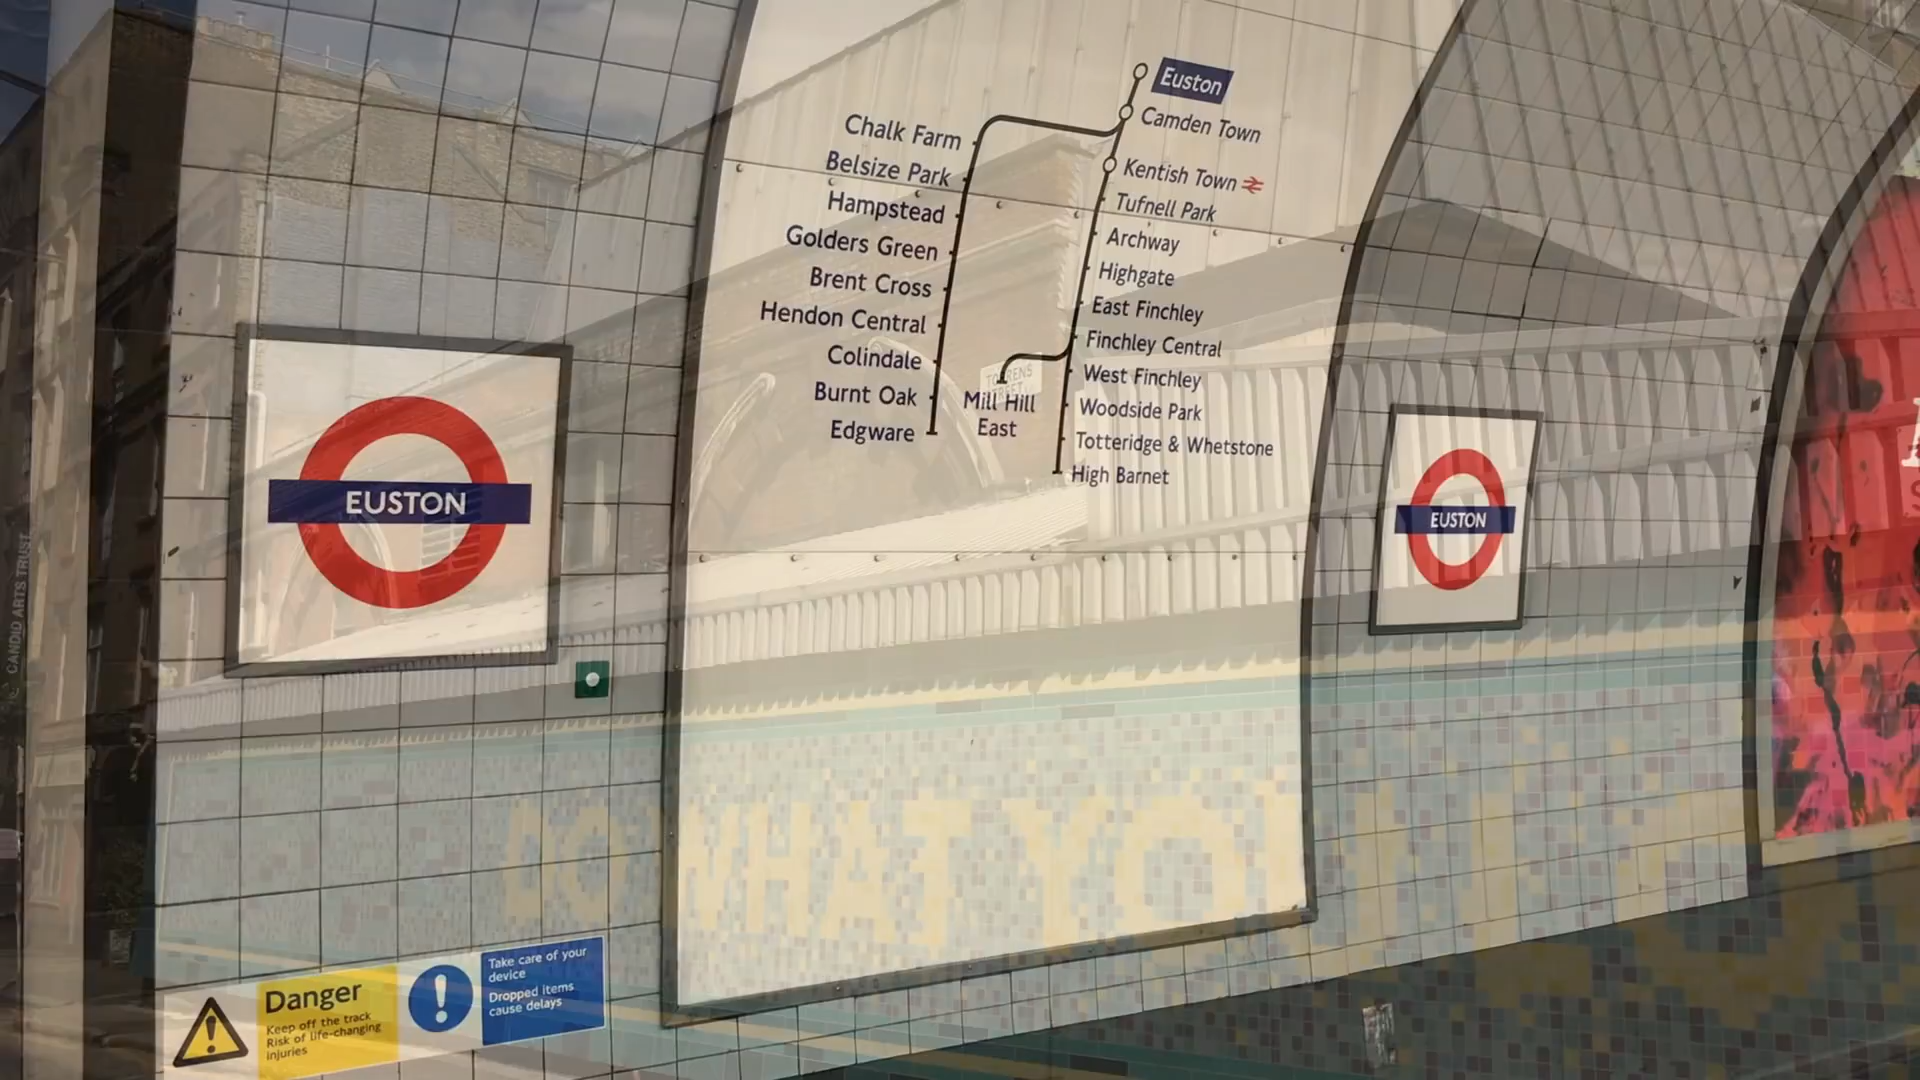 Euston
Camden Town
Kentish Town
Tufnell Park
Archway
Highgate
East Finchley
Finchley Central
West Finchley
Woodside Park
Totteridge & Whetstone
High Barnet
Chalk Farm
Belsize Park
Hampstead
Golders Green
Brent Cross
Hendon Central
Colindale
Burnt Oak
Edgware
Mill Hill
East
EUSTON
EUSTON
CANDID ARTS TRUST
DO WHAT YOU
Danger
Keep off the track
Risk of life-changing
injuries
Take care of your
device
Dropped items
cause delays